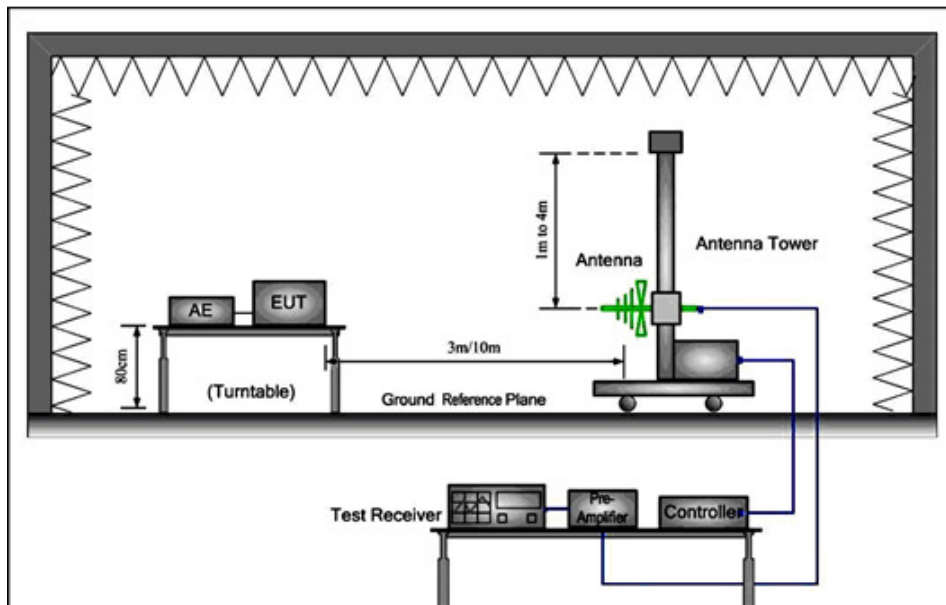 1m to 4m
Antenna
Antenna Tower
AE
EUT
80cm
3m/10m
(Turntable)
Ground Reference Plane
Test Receiver
Pre-
Amplifier
Controller